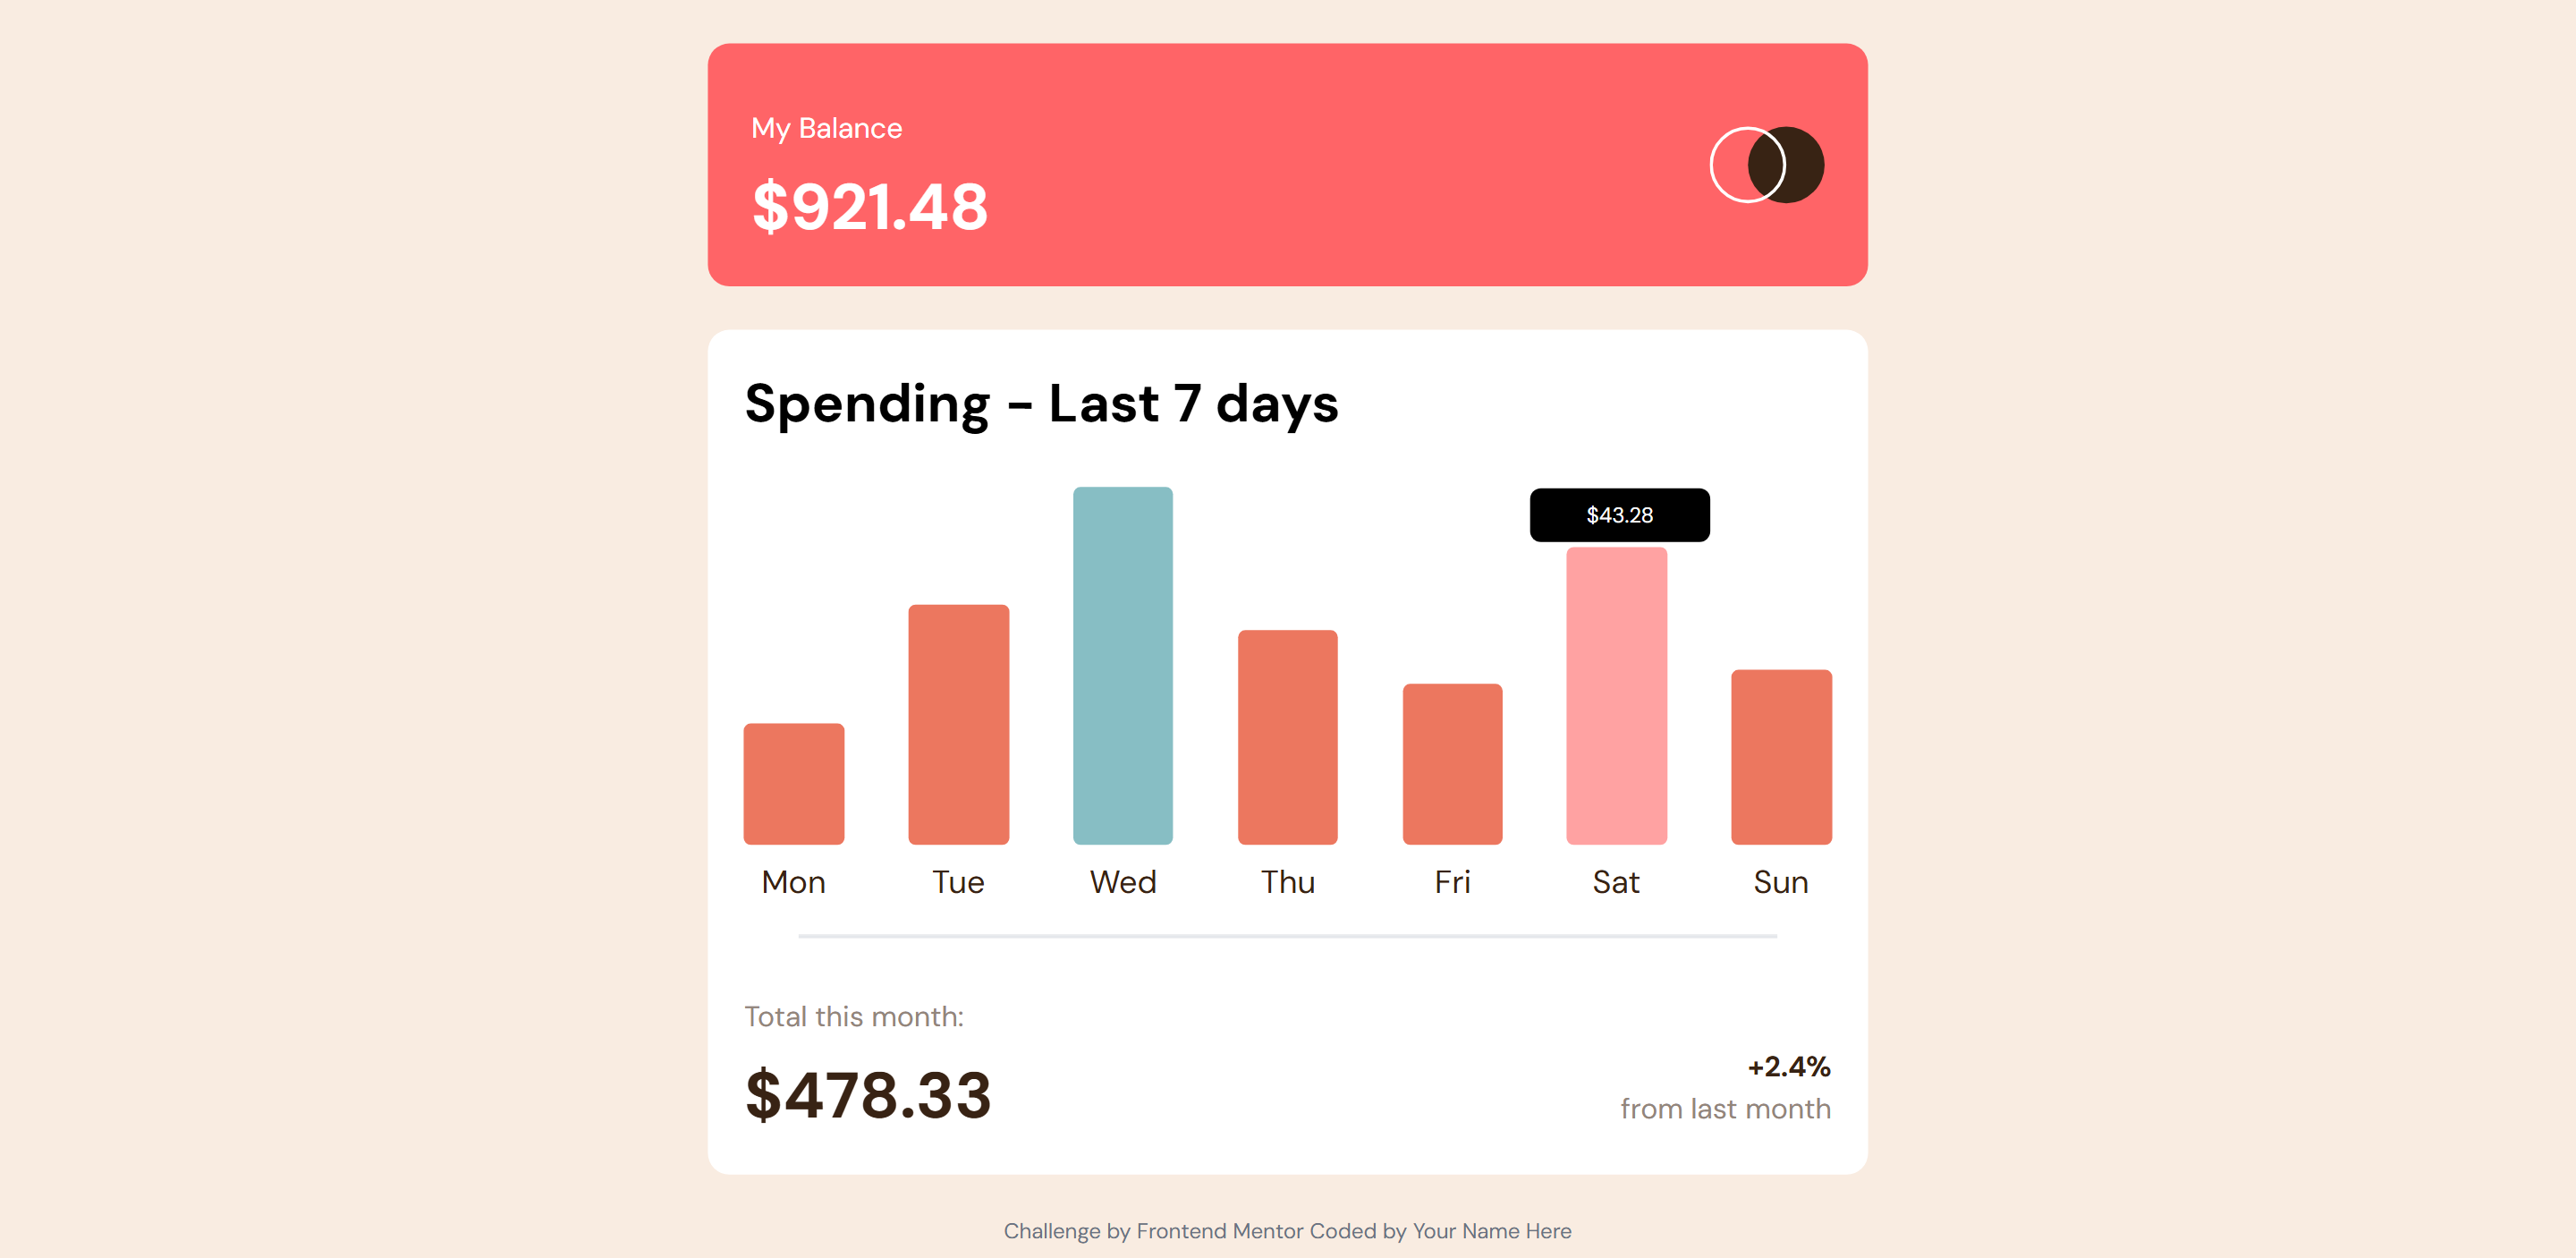 My Balance
$921.48
Spending - Last 7 days
$43.28
Mon Tue Wed Thu Fri Sat Sun
Total this month:
$478.33
+2.4%
from last month
Challenge by Frontend Mentor Coded by Your Name Here